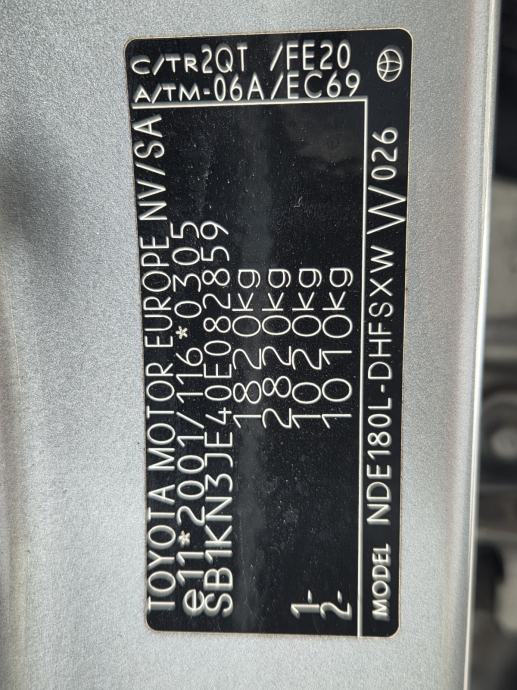 TOYOTA MOTOR EUROPE NV/SA
e11*2001/116*0305
SB1KN3JE40E082859
1820kg
2820kg
1- 1020kg
2- 1010kg
MODEL NDE180L-DHFSXW W 026
C/TR2QT /FE20
A/TM-06A/EC69